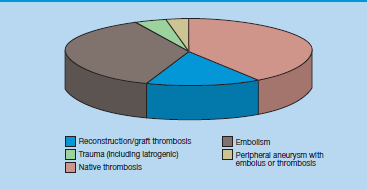 Reconstruction/graft thrombosis
Trauma (including iatrogenic)
Native thrombosis
Embolism
Peripheral aneurysm with
embolus or thrombosis